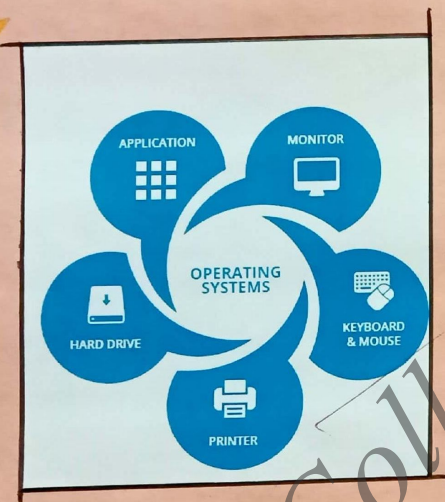 APPLICATION
MONITOR
OPERATING
SYSTEMS
HARD DRIVE
KEYBOARD
& MOUSE
PRINTER